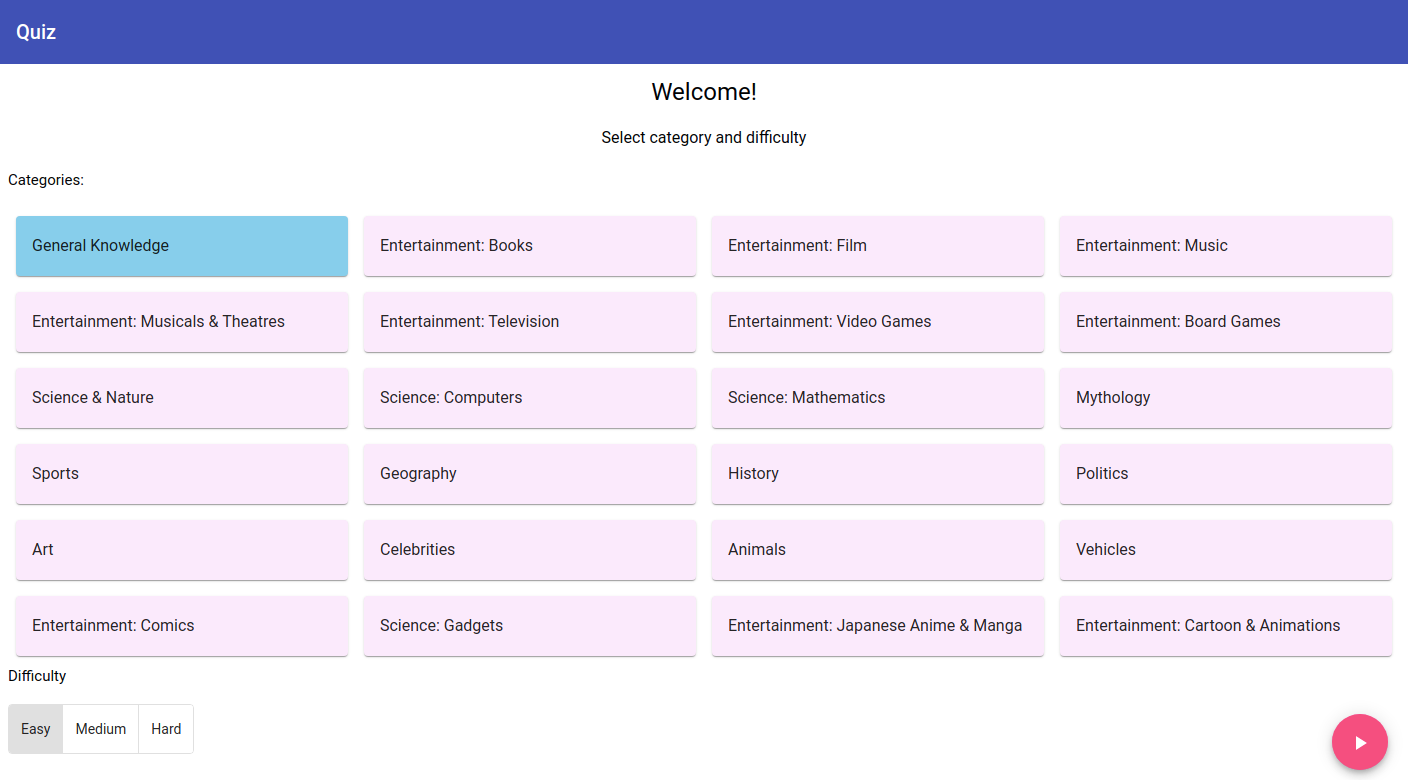 Quiz
Welcome!
Select category and difficulty
Categories:
General Knowledge
Entertainment: Books
Entertainment: Film
Entertainment: Music
Entertainment: Musicals & Theatres
Entertainment: Television
Entertainment: Video Games
Entertainment: Board Games
Science & Nature
Science: Computers
Science: Mathematics
Mythology
Sports
Geography
History
Politics
Art
Celebrities
Animals
Vehicles
Entertainment: Comics
Science: Gadgets
Entertainment: Japanese Anime & Manga
Entertainment: Cartoon & Animations
Difficulty
Easy
Medium
Hard